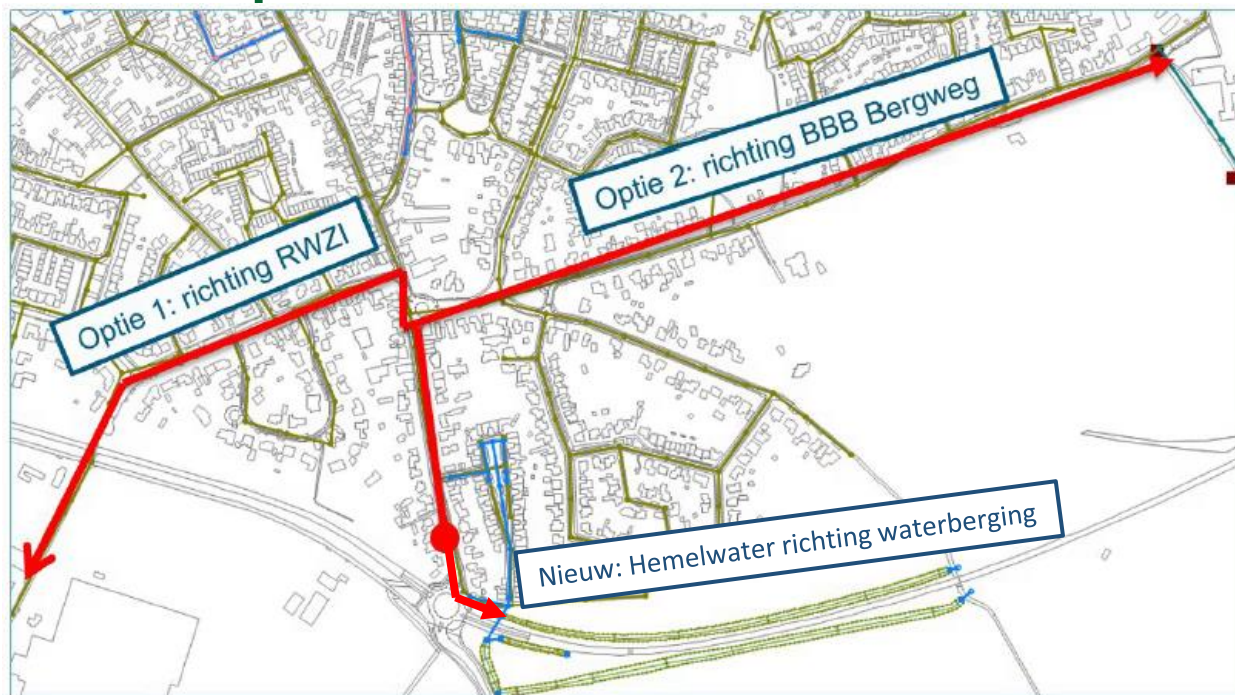 Optie 2: richting BBB Bergweg
Optie 1: richting RWZI
Nieuw: Hemelwater richting waterberging